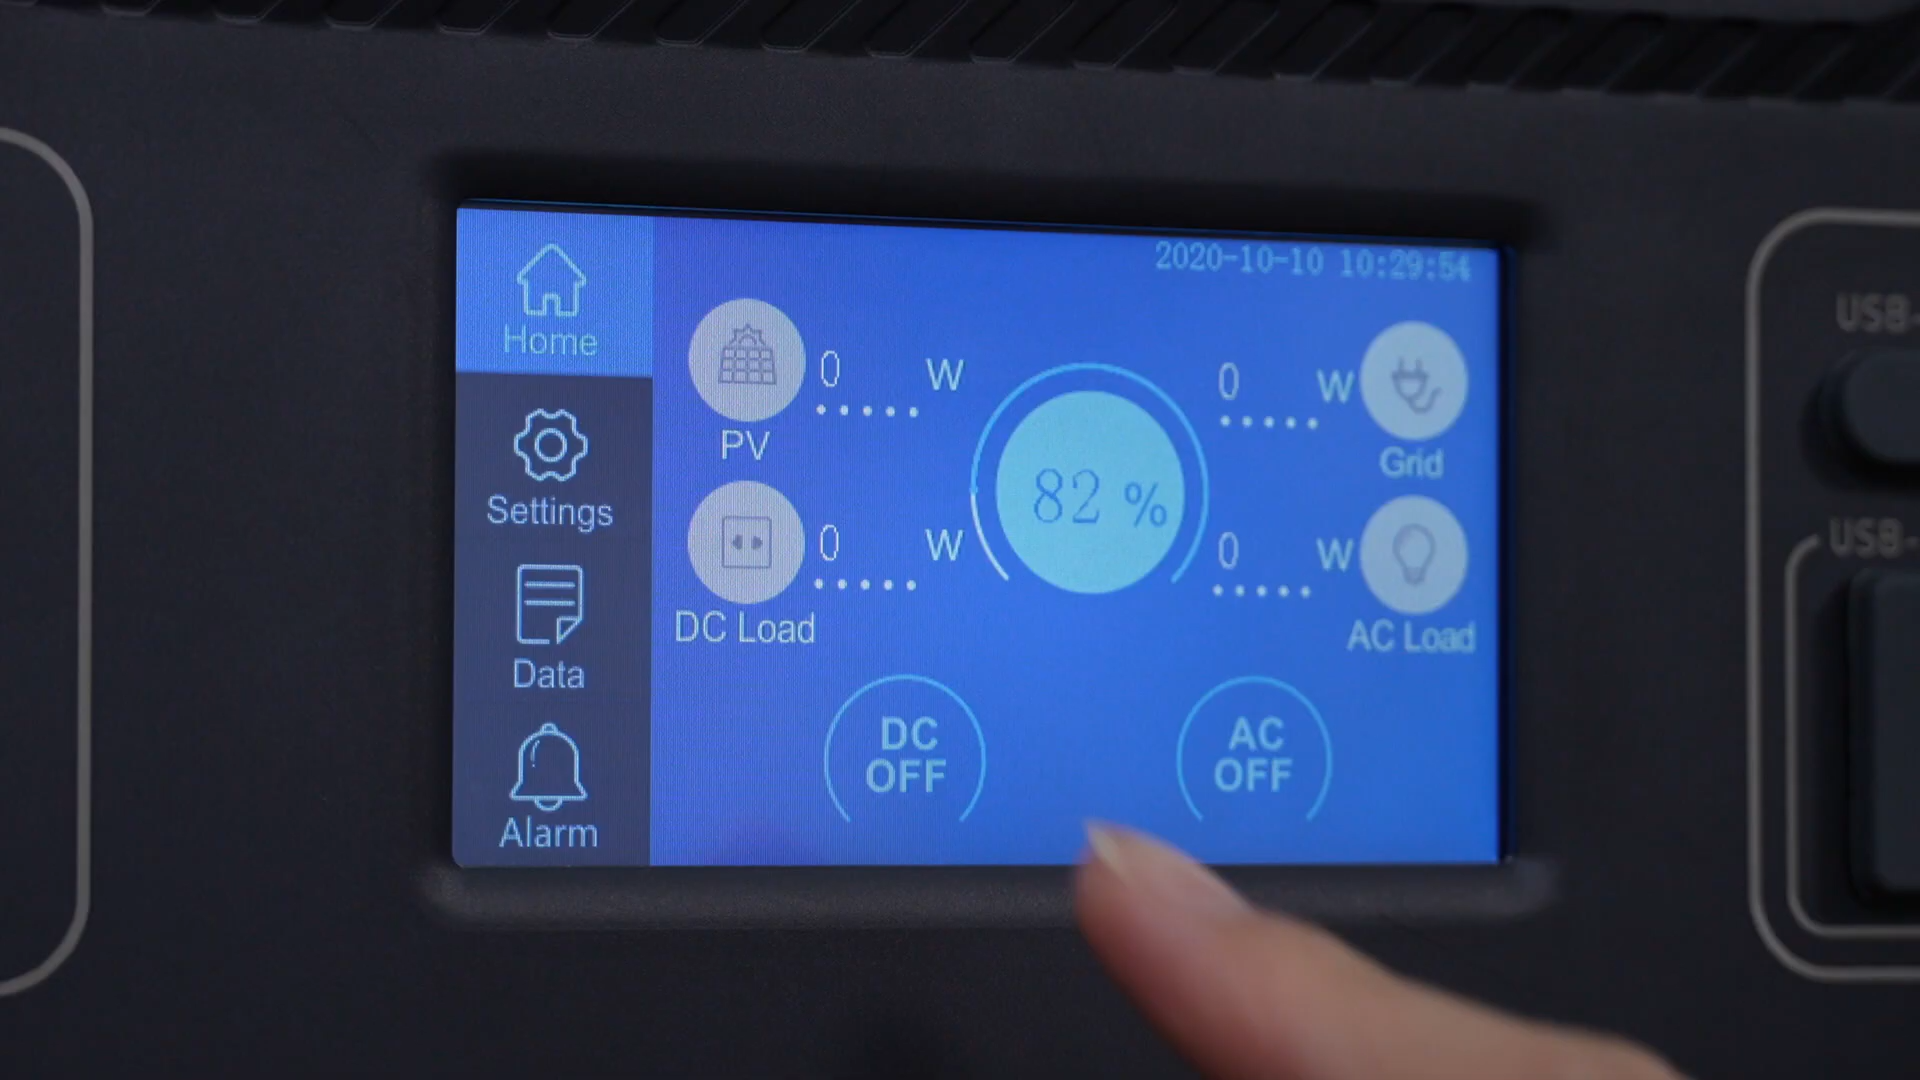 2020-10-10 10:29:54
Home
Settings
Data
Alarm
0 W
PV
0 W
DC Load
82 %
0 W
Grid
0 W
AC Load
DC
OFF
AC
OFF
USB-
USB-